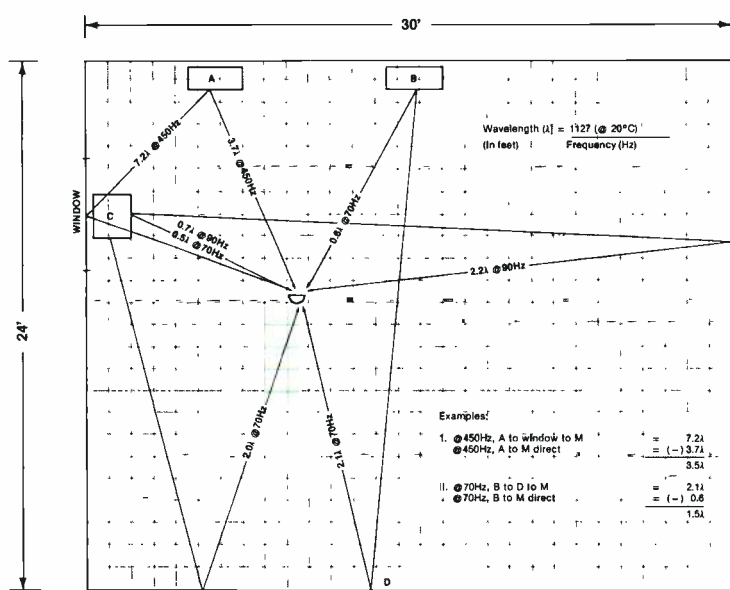 30'
A
B
Wavelength (λ) = 1127 (@ 20°C)
(In feet) Frequency (Hz)
7.2λ @450Hz
3.7λ @450Hz
0.6λ @70Hz
WINDOW
C
0.7λ @90Hz
0.5λ @70Hz
2.2λ @90Hz
24'
2.0λ @70Hz
2.1λ @70Hz
Examples:
I. @450Hz, A to window to M = 7.2λ
@450Hz, A to M direct = (-) 3.7λ
3.5λ
II. @70Hz, B to D to M = 2.1λ
@70Hz, B to M direct = (-) 0.6
1.5λ
D